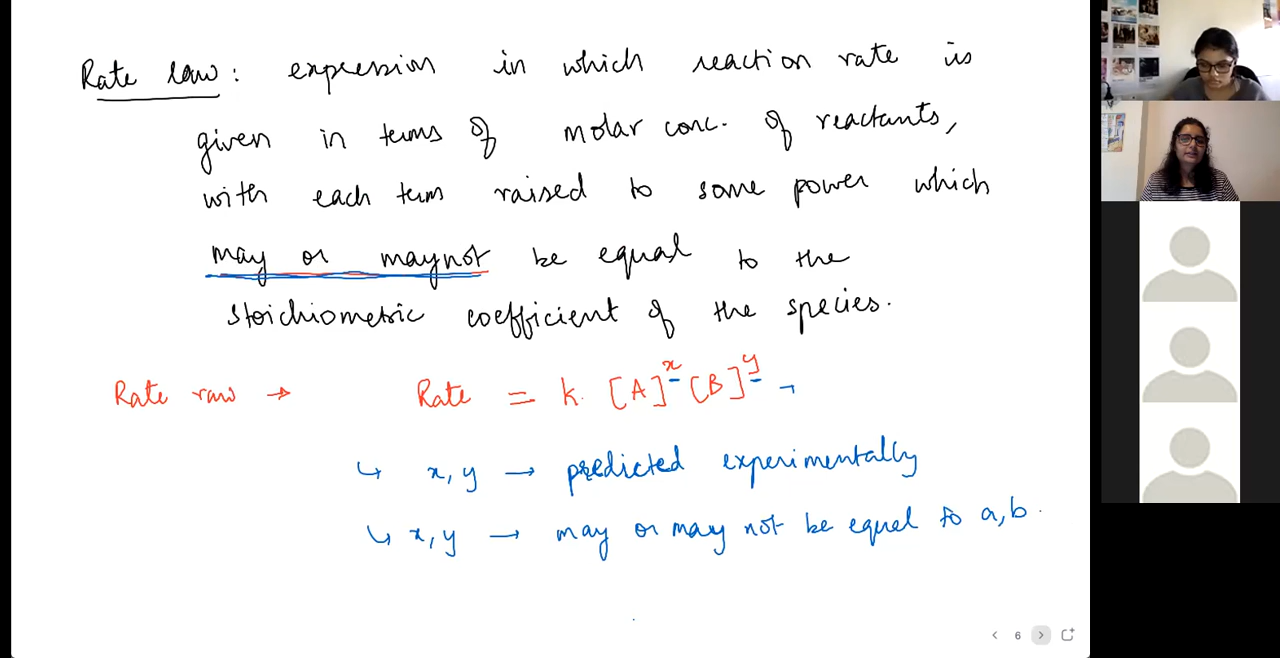 Rate law: expression in which reaction rate is
given in terms of molar conc. of reactants,
with each term raised to some power which
may or maynot be equal to the
stoichiometric coefficient of the species.
Rate raw → Rate = k. [A]^x [B]^y
↳ x, y → predicted experimentally
↳ x, y → may or may not be equal to a, b.
6